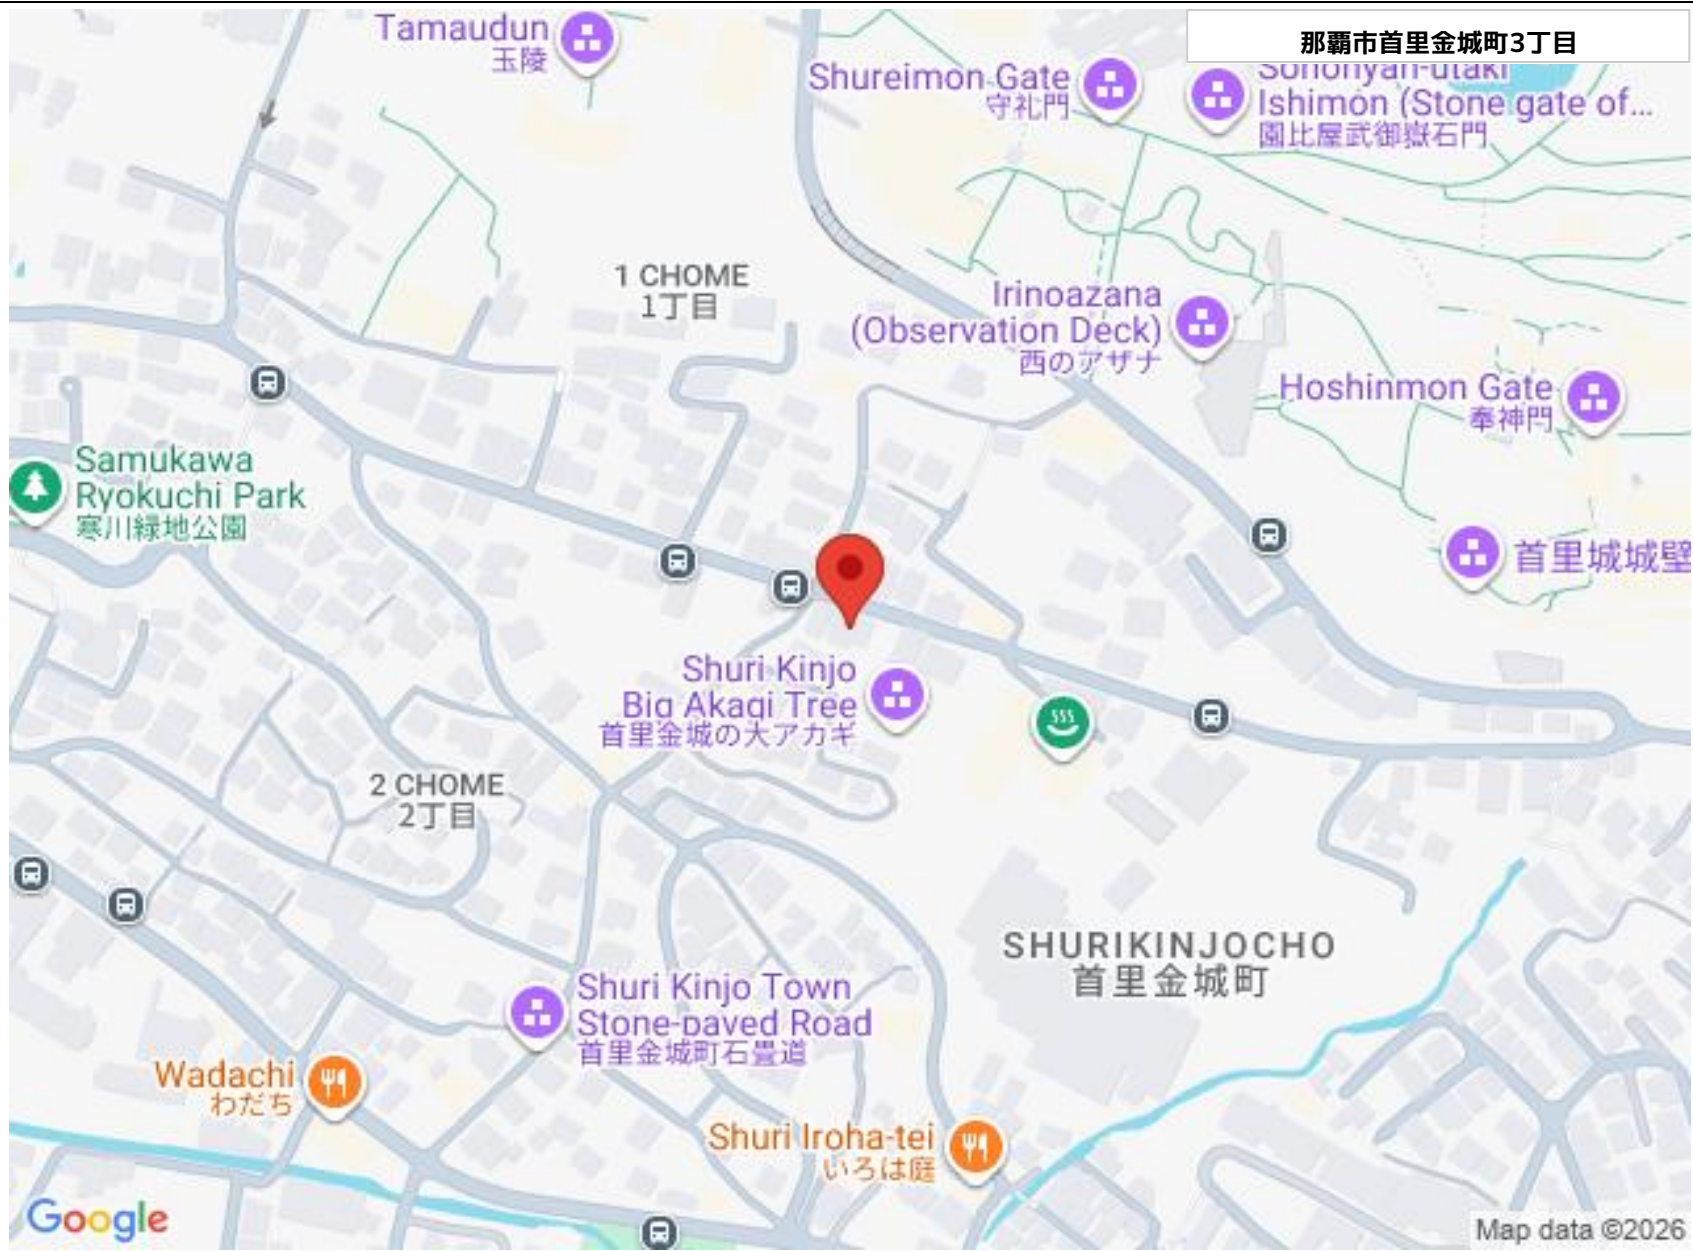 那覇市首里金城町3丁目
Tamaudun
玉陵
Shureimon Gate
守礼門
Ishimon (Stone gate of...
園比屋武御嶽石門
1 CHOME
1丁目
Irinoazana
(Observation Deck)
西のアザナ
Hoshinmon Gate
奉神門
Samukawa
Ryokuchi Park
寒川緑地公園
首里城城壁
Shuri Kinjo
Big Akagi Tree
首里金城の大アカギ
2 CHOME
2丁目
SHURIKINJOCHO
首里金城町
Shuri Kinjo Town
Stone-paved Road
首里金城町石畳道
Wadachi
わだち
Shuri Iroha-tei
いろは庭
Google
Map data ©2026